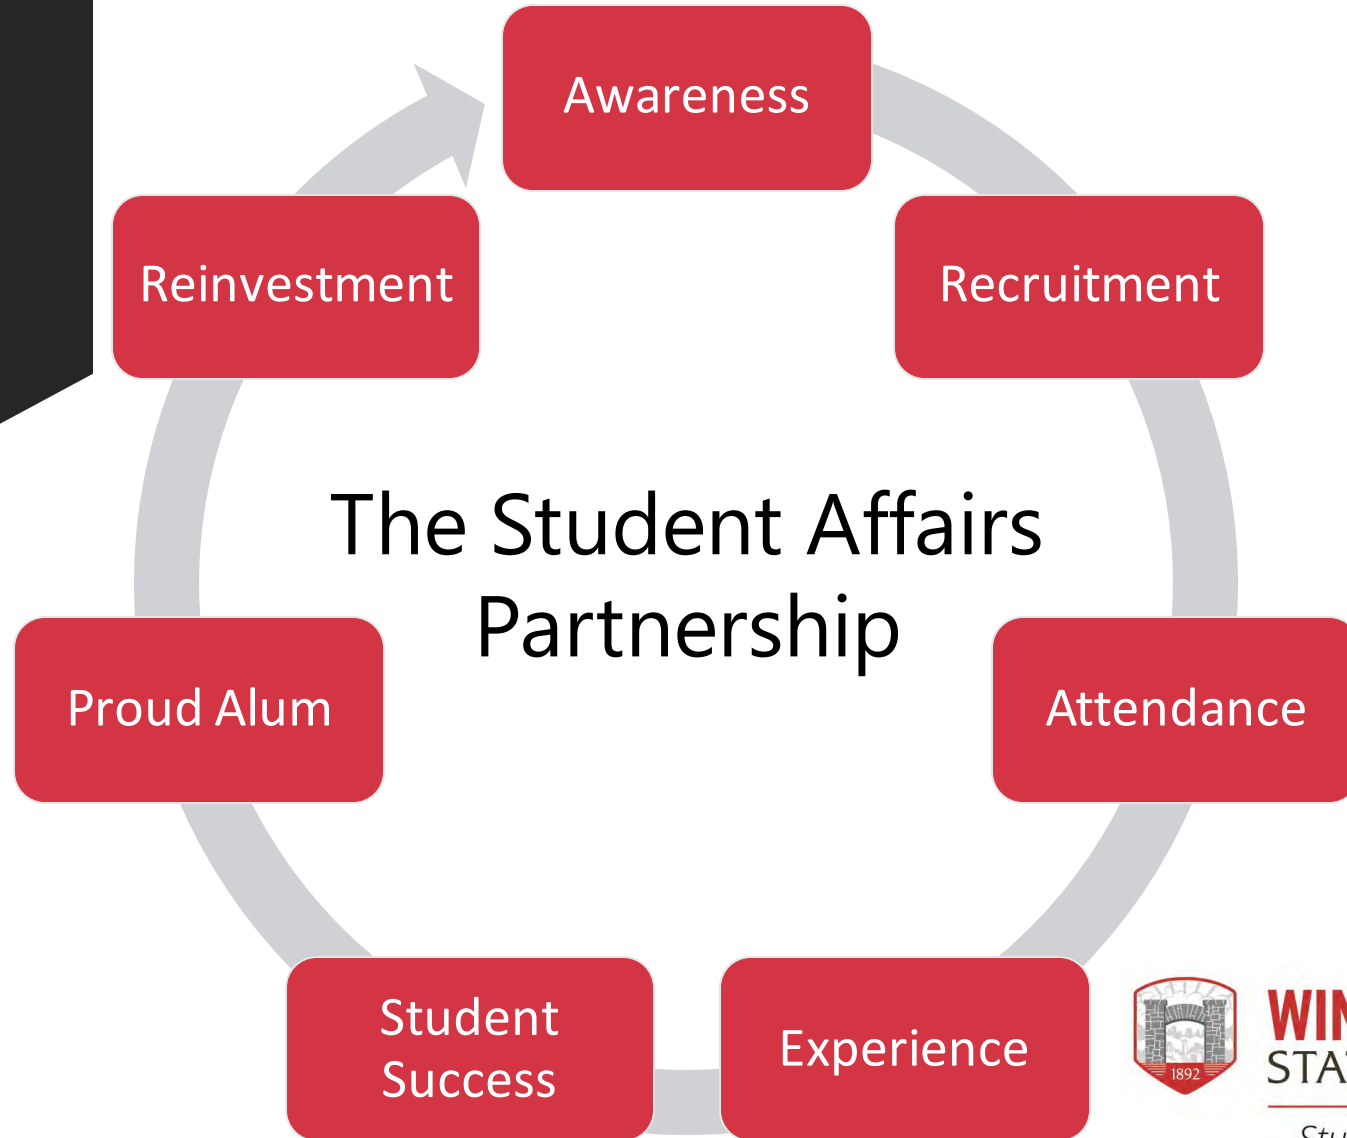 Awareness
Recruitment
Attendance
Experience
Student
Success
Proud Alum
Reinvestment
The Student Affairs
Partnership
1892